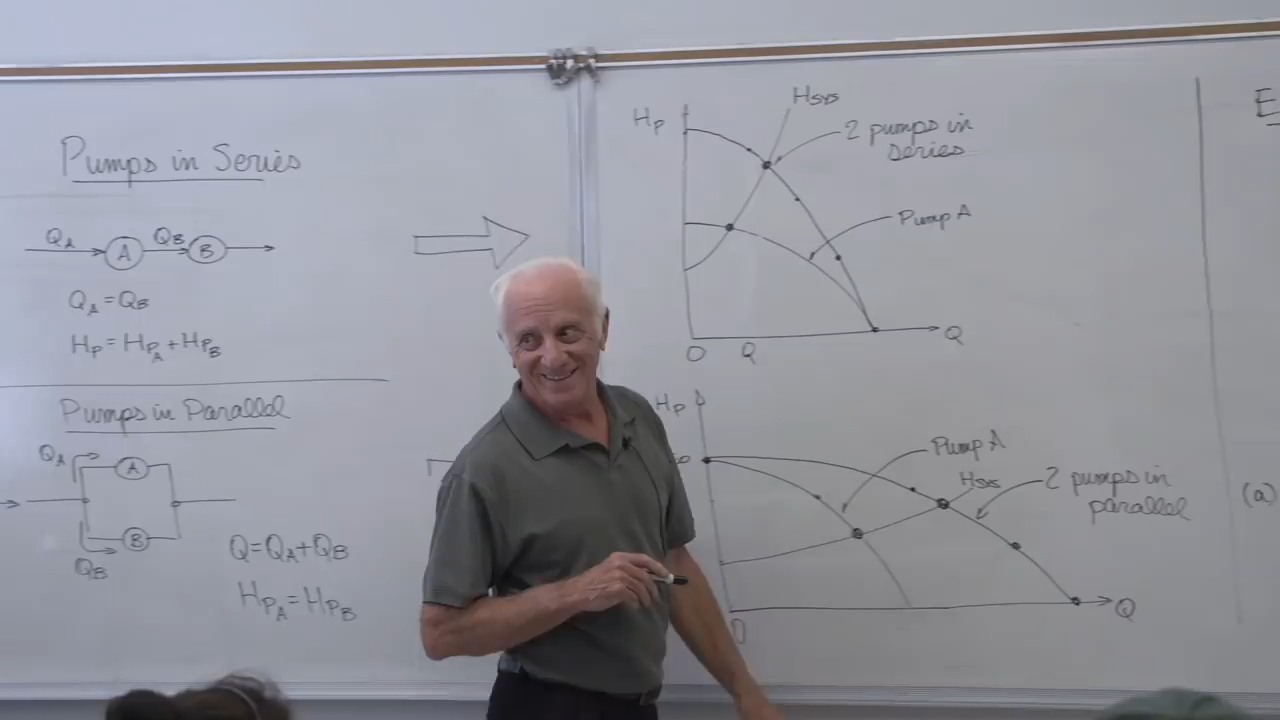 Pumps in Series
QA
A
QB
B
QA = QB
HP = HPA + HPB
Pumps in Parallel
QA
A
B
QB
Q = QA + QB
HPA = HPB
HP
Hsys
2 pumps in
series
Pump A
O
Q
Q
HP
Pump A
Hsys
2 pumps in
parallel
O
Q
E
(a)